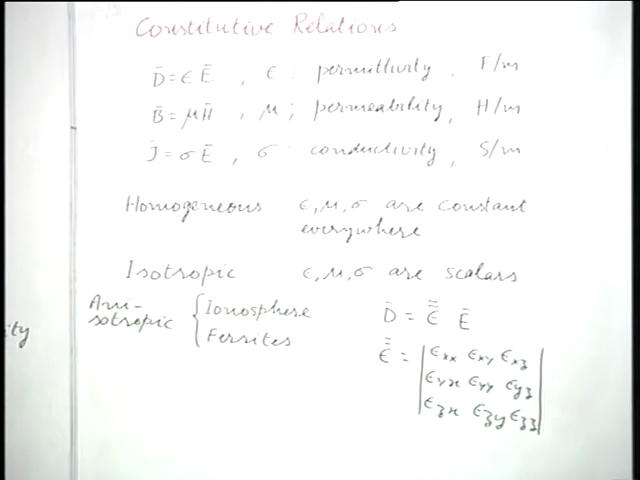 Constitutive Relations
D̄ = ϵ Ē , ϵ : permittivity , F/m
B̄ = μ H̄ , μ ; permeability, H/m
J̄ = σ Ē , σ : conductivity, S/m
Homogeneous ϵ, μ, σ are constant
everywhere
Isotropic ϵ, μ, σ are scalars
Ani-
sotropic { Ionosphere
Ferrites
D̄ = ϵ̿ Ē
ϵ̿ = | ϵxx ϵxy ϵxz |
| ϵyx ϵyy ϵyz |
| ϵzx ϵzy ϵzz |
ity